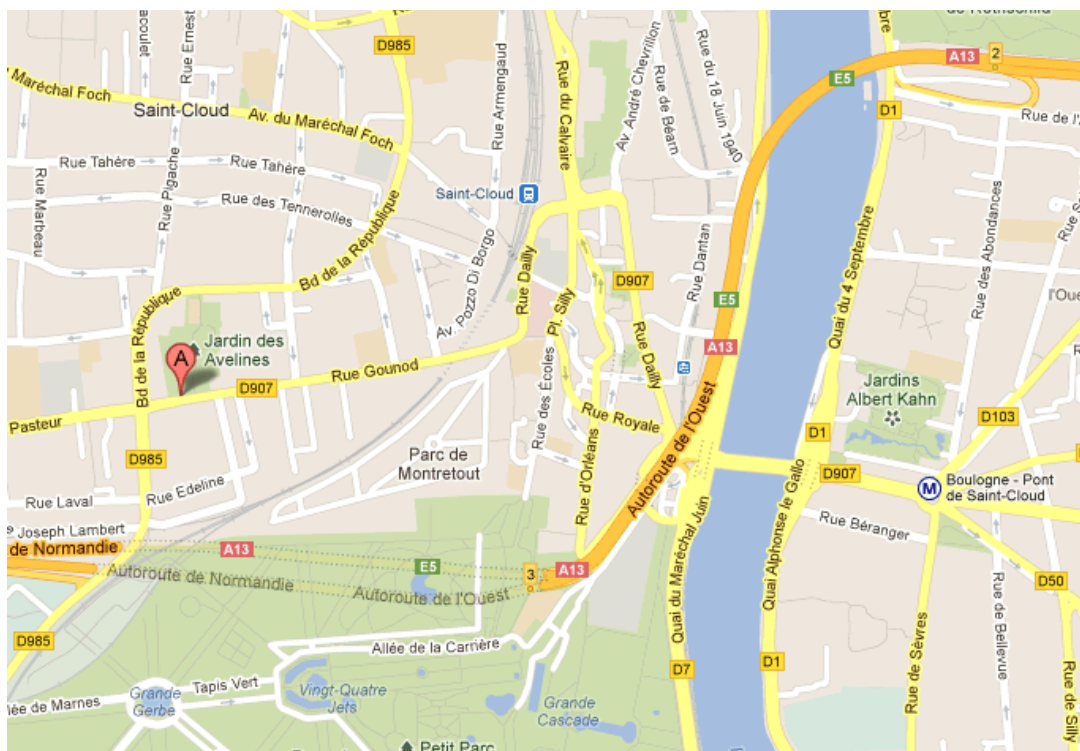 de Rothschild
D985
Rue Ernest
Rue Armengaud
Rue du Calvaire
Av. André Chevrillon
Rue de Béarn
Rue du 18 Juin 1940
A13
2
E5
D1
Maréchal Foch
Saint-Cloud
Av. du Maréchal Foch
Rue de l'
Rue Tahère
Rue Tahère
Rue Pigache
Rue Marbeau
Rue des Tennerolles
Saint-Cloud
Bd de la République
Av. Pozzo Di Borgo
Rue Dailly
Pl. Silly
D907
Rue Dantan
E5
Quai du 4 Septembre
Rue des Abondances
Bd de la République
Jardin des
Avelines
A
A13
Rue Dailly
Rue Gounod
D907
Pasteur
Rue des Écoles
Rue Royale
Autoroute de l'Ouest
Jardins
Albert Kahn
D103
D1
D985
Parc de
Montretout
Rue d'Orléans
D907
Boulogne - Pont
de Saint-Cloud
M
Rue Laval
Rue Edeline
Quai Alphonse le Gallo
Rue Béranger
Joseph Lambert
de Normandie
A13
E5
3
A13
Autoroute de Normandie
Autoroute de l'Ouest
Quai du Maréchal Juin
D50
Rue de Bellevue
Rue de Sèvres
D985
Allée de la Carrière
D7
D1
Rue de Silly
Tapis Vert
Vingt-Quatre
Jets
Grande
Gerbe
lée de Marnes
Grande
Cascade
Petit Parc